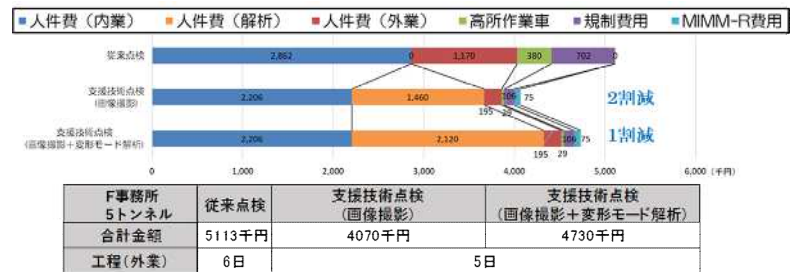 ■人件費（内業） ■人件費（解析） ■人件費（外業） ■高所作業車 ■規制費用 ■MIMM-R費用
従来点検 2,862 0 1,170 380 702 0
支援技術点検
(画像撮影) 2,206 1,460 195 29 106 75 2割減
支援技術点検
(画像撮影＋変形モード解析) 2,206 2,120 195 29 106 75 1割減
0 1,000 2,000 3,000 4,000 5,000 6,000 (千円)
F事務所
5トンネル 従来点検 支援技術点検
(画像撮影) 支援技術点検
(画像撮影＋変形モード解析)
合計金額 5113千円 4070千円 4730千円
工程(外業) 6日 5日